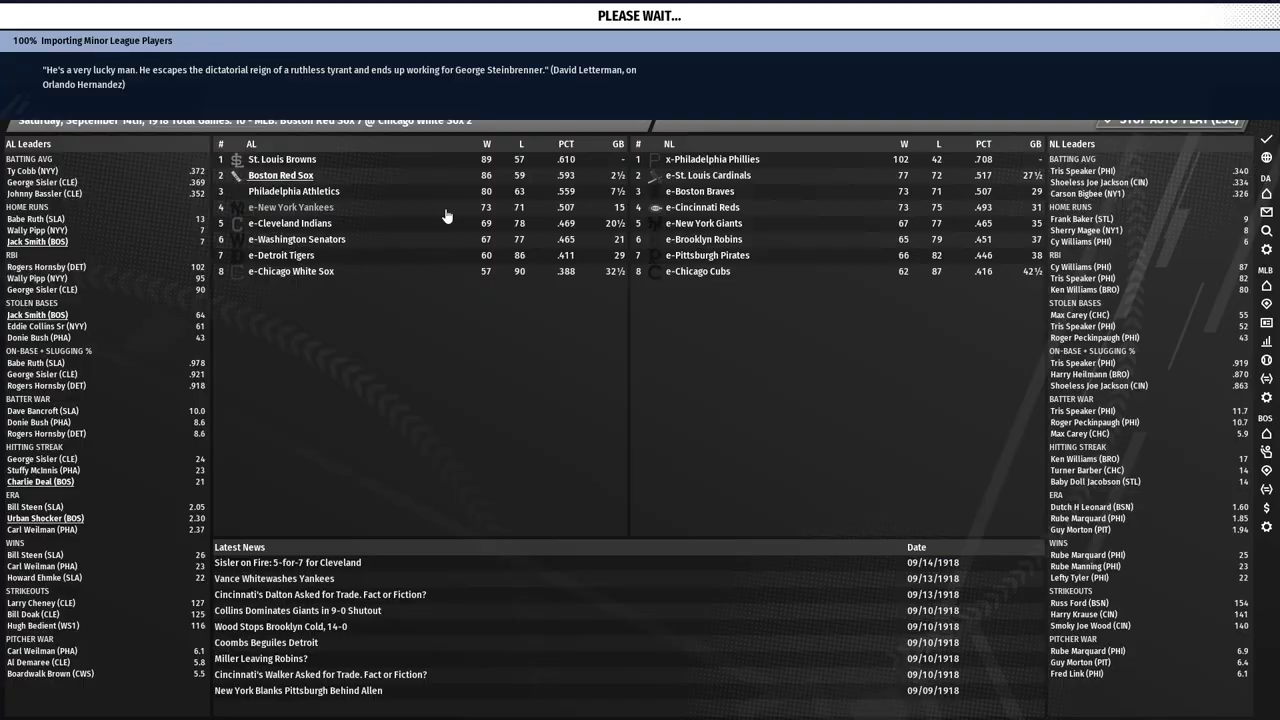 PLEASE WAIT...
100% Importing Minor League Players
"He's a very lucky man. He escapes the dictatorial reign of a ruthless tyrant and ends up working for George Steinbrenner." (David Letterman, on
Orlando Hernandez)
Saturday, September 14th, 1918 Total Games: 10 - MLB: Boston Red Sox 7 @ Chicago White Sox 2
STOP AUTO-PLAY (ESC)
AL Leaders
BATTING AVG
Ty Cobb (NYY) .372
George Sisler (CLE) .369
Johnny Bassler (CLE) .352
HOME RUNS
Babe Ruth (SLA) 13
Wally Pipp (NYY) 7
Jack Smith (BOS) 7
RBI
Rogers Hornsby (DET) 102
Wally Pipp (NYY) 95
George Sisler (CLE) 90
STOLEN BASES
Jack Smith (BOS) 64
Eddie Collins Sr (NYY) 61
Donie Bush (PHA) 43
ON-BASE + SLUGGING %
Babe Ruth (SLA) .978
George Sisler (CLE) .921
Rogers Hornsby (DET) .918
BATTER WAR
Dave Bancroft (SLA) 10.0
Donie Bush (PHA) 8.6
Rogers Hornsby (DET) 8.6
HITTING STREAK
George Sisler (CLE) 24
Stuffy McInnis (PHA) 23
Charlie Deal (BOS) 21
ERA
Bill Steen (SLA) 2.05
Urban Shocker (BOS) 2.30
Carl Weilman (PHA) 2.37
WINS
Bill Steen (SLA) 26
Carl Weilman (PHA) 23
Howard Ehmke (SLA) 22
STRIKEOUTS
Larry Cheney (CLE) 127
Bill Doak (CLE) 125
Hugh Bedient (WS1) 116
PITCHER WAR
Carl Weilman (PHA) 6.1
Al Demaree (CLE) 5.8
Boardwalk Brown (CWS) 5.5
# AL W L PCT GB
1 St. Louis Browns 89 57 .610 -
2 Boston Red Sox 86 59 .593 2½
3 Philadelphia Athletics 80 63 .559 7½
4 e-New York Yankees 73 71 .507 15
5 e-Cleveland Indians 69 78 .469 20½
6 e-Washington Senators 67 77 .465 21
7 e-Detroit Tigers 60 86 .411 29
8 e-Chicago White Sox 57 90 .388 32½
# NL W L PCT GB
1 x-Philadelphia Phillies 102 42 .708 -
2 e-St. Louis Cardinals 77 72 .517 27½
3 e-Boston Braves 73 71 .507 29
4 e-Cincinnati Reds 73 75 .493 31
5 e-New York Giants 67 77 .465 35
6 e-Brooklyn Robins 65 79 .451 37
7 e-Pittsburgh Pirates 66 82 .446 38
8 e-Chicago Cubs 62 87 .416 42½
Latest News Date
Sisler on Fire: 5-for-7 for Cleveland 09/14/1918
Vance Whitewashes Yankees 09/13/1918
Cincinnati's Dalton Asked for Trade. Fact or Fiction? 09/13/1918
Collins Dominates Giants in 9-0 Shutout 09/10/1918
Wood Stops Brooklyn Cold, 14-0 09/10/1918
Coombs Beguiles Detroit 09/10/1918
Miller Leaving Robins? 09/10/1918
Cincinnati's Walker Asked for Trade. Fact or Fiction? 09/10/1918
New York Blanks Pittsburgh Behind Allen 09/09/1918
NL Leaders
BATTING AVG
Tris Speaker (PHI) .340
Shoeless Joe Jackson (CIN) .334
Carson Bigbee (NY1) .326
HOME RUNS
Frank Baker (STL) 9
Sherry Magee (NY1) 8
Cy Williams (PHI) 6
RBI
Cy Williams (PHI) 87
Tris Speaker (PHI) 82
Ken Williams (BRO) 80
STOLEN BASES
Max Carey (CHC) 55
Tris Speaker (PHI) 52
Roger Peckinpaugh (PHI) 43
ON-BASE + SLUGGING %
Tris Speaker (PHI) .919
Harry Heilmann (BRO) .870
Shoeless Joe Jackson (CIN) .863
BATTER WAR
Tris Speaker (PHI) 11.7
Roger Peckinpaugh (PHI) 10.7
Max Carey (CHC) 5.9
HITTING STREAK
Ken Williams (BRO) 17
Turner Barber (CHC) 14
Baby Doll Jacobson (STL) 14
ERA
Dutch H Leonard (BSN) 1.60
Rube Marquard (PHI) 1.85
Guy Morton (PIT) 1.94
WINS
Rube Marquard (PHI) 25
Rube Manning (PHI) 23
Lefty Tyler (PHI) 22
STRIKEOUTS
Russ Ford (BSN) 154
Harry Krause (CIN) 141
Smoky Joe Wood (CIN) 140
PITCHER WAR
Rube Marquard (PHI) 6.9
Guy Morton (PIT) 6.4
Fred Link (PHI) 6.1
DA
MLB
BOS